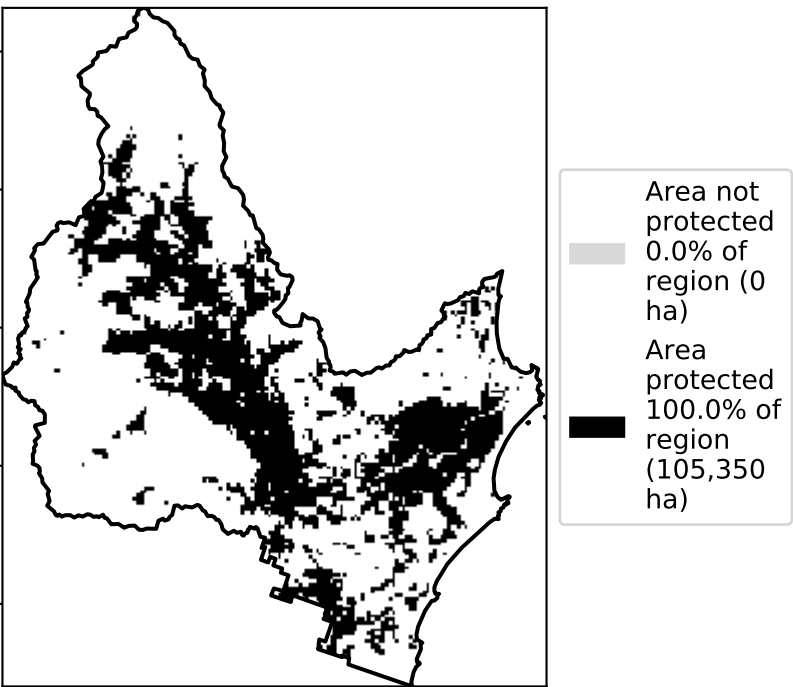 Area not
protected
0.0% of
region (0
ha)
Area
protected
100.0% of
region
(105,350
ha)